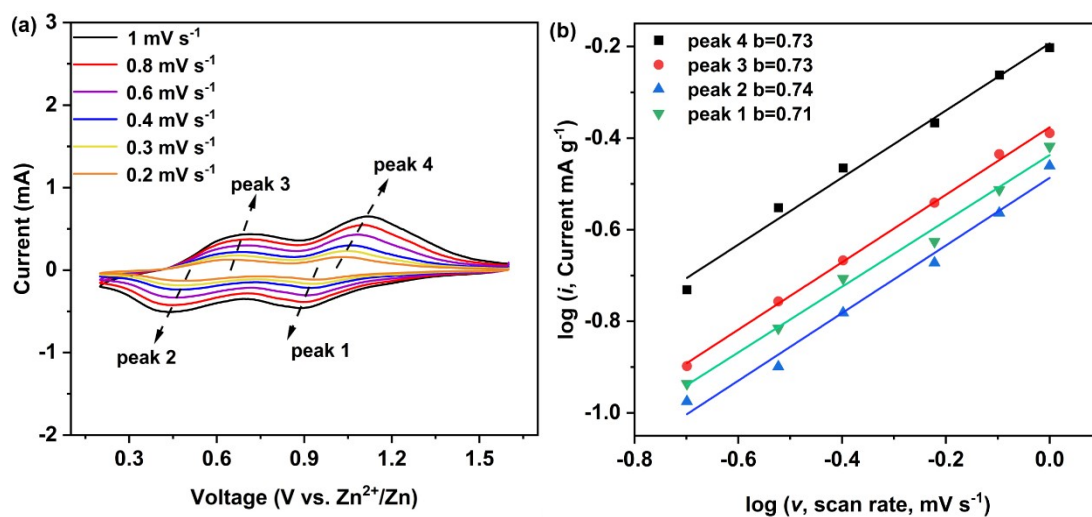 (a)
1 mV s⁻¹
0.8 mV s⁻¹
0.6 mV s⁻¹
0.4 mV s⁻¹
0.3 mV s⁻¹
0.2 mV s⁻¹
peak 3
peak 4
peak 2
peak 1
3
2
1
0
-1
-2
Current (mA)
0.3 0.6 0.9 1.2 1.5
Voltage (V vs. Zn²⁺/Zn)
(b)
peak 4 b=0.73
peak 3 b=0.73
peak 2 b=0.74
peak 1 b=0.71
-0.2
-0.4
-0.6
-0.8
-1.0
log (i, Current mA g⁻¹)
-0.8 -0.6 -0.4 -0.2 0.0
log (v, scan rate, mV s⁻¹)